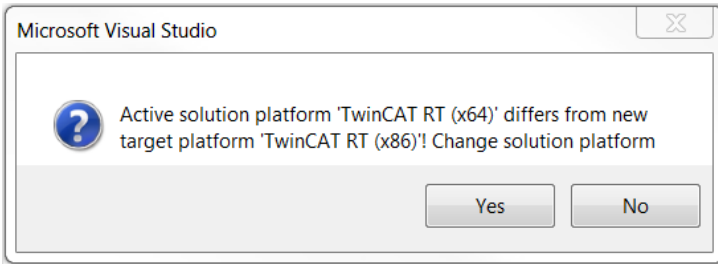 Microsoft Visual Studio
Active solution platform 'TwinCAT RT (x64)' differs from new
target platform 'TwinCAT RT (x86)'! Change solution platform
Yes No